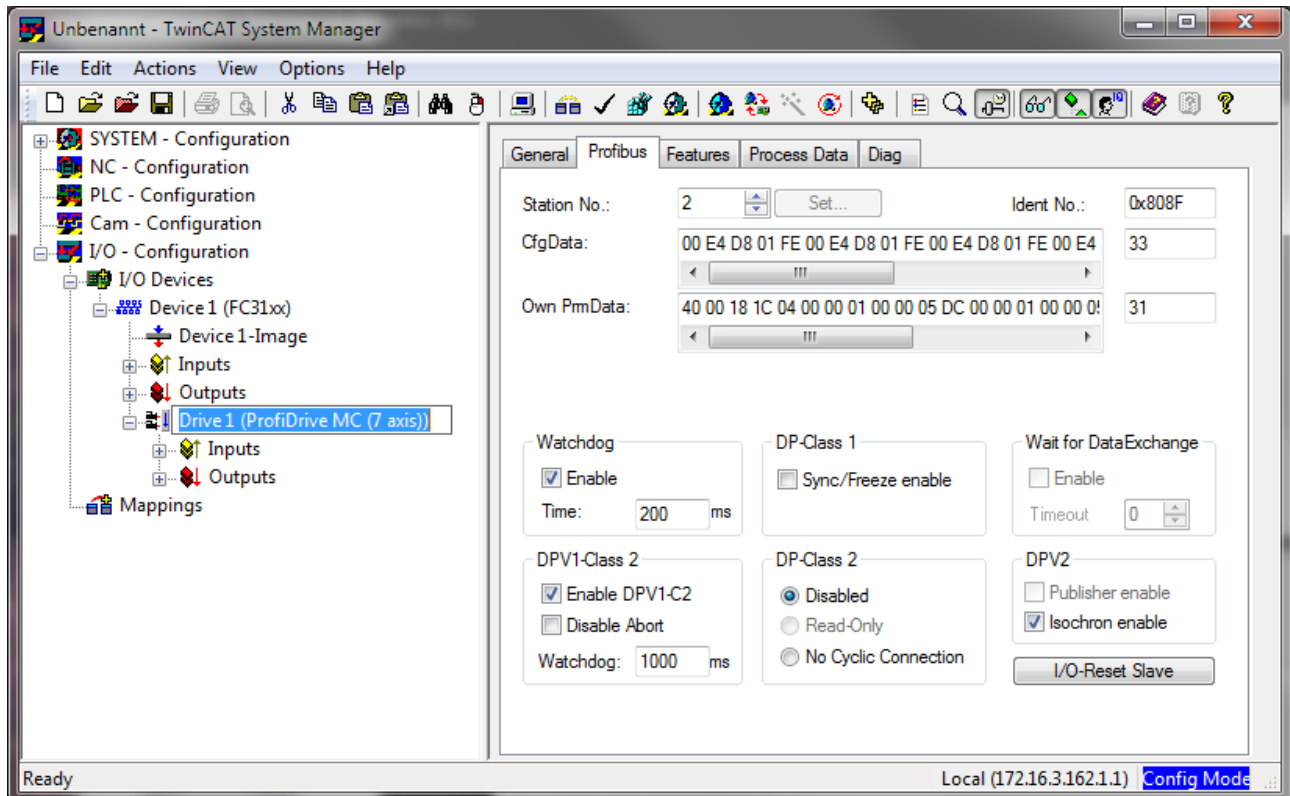 Unbenannt - TwinCAT System Manager
File Edit Actions View Options Help
SYSTEM - Configuration
NC - Configuration
PLC - Configuration
Cam - Configuration
I/O - Configuration
I/O Devices
Device 1 (FC31xx)
Device 1-Image
Inputs
Outputs
Drive 1 (ProfiDrive MC (7 axis))
Inputs
Outputs
Mappings
General Profibus Features Process Data Diag
Station No.: 2 Set... Ident No.: 0x808F
CfgData: 00 E4 D8 01 FE 00 E4 D8 01 FE 00 E4 D8 01 FE 00 E4 33
Own PrmData: 40 00 18 1C 04 00 00 01 00 00 05 DC 00 00 01 00 00 31
Watchdog DP-Class 1 Wait for DataExchange
Enable Sync/Freeze enable Enable
Time: 200 ms Timeout 0
DPV1-Class 2 DP-Class 2 DPV2
Enable DPV1-C2 Disabled Publisher enable
Disable Abort Read-Only Isochron enable
Watchdog: 1000 ms No Cyclic Connection I/O-Reset Slave
Ready Local (172.16.3.162.1.1) Config Mode